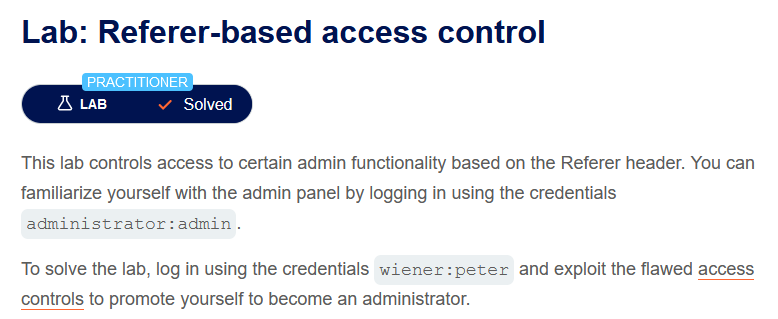 Lab: Referer-based access control
PRACTITIONER
LAB Solved
This lab controls access to certain admin functionality based on the Referer header. You can
familiarize yourself with the admin panel by logging in using the credentials
administrator:admin.
To solve the lab, log in using the credentials wiener:peter and exploit the flawed access
controls to promote yourself to become an administrator.